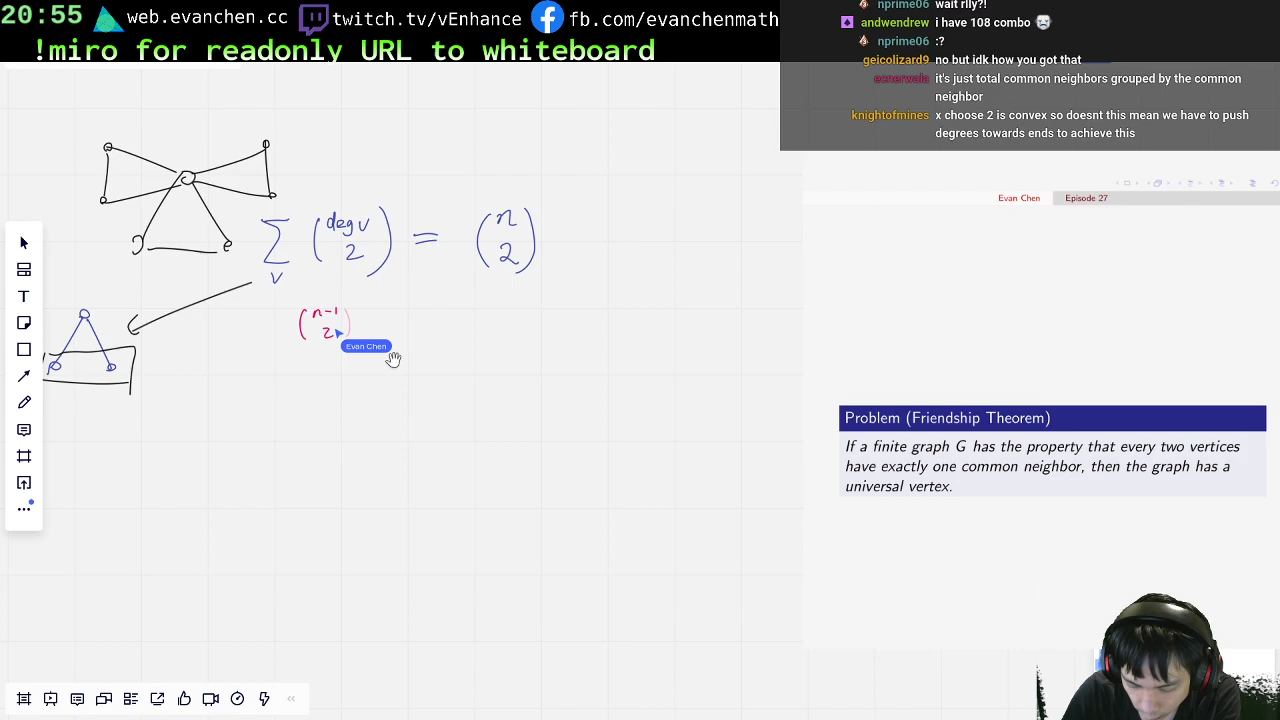 20:55 web.evanchen.cc twitch.tv/vEnhance fb.com/evanchenmath
!miro for readonly URL to whiteboard
nprime06 wait rlly?!
andwendrew i have 108 combo
nprime06 :?
geicolizard9 no but idk how you got that
ecnerwala it's just total common neighbors grouped by the common
neighbor
knightofmines x choose 2 is convex so doesnt this mean we have to push
degrees towards ends to achieve this
Evan Chen Episode 27
∑_v (deg v 2) = (n 2)
(n-1 2)
Evan Chen
Problem (Friendship Theorem)
If a finite graph G has the property that every two vertices
have exactly one common neighbor, then the graph has a
universal vertex.